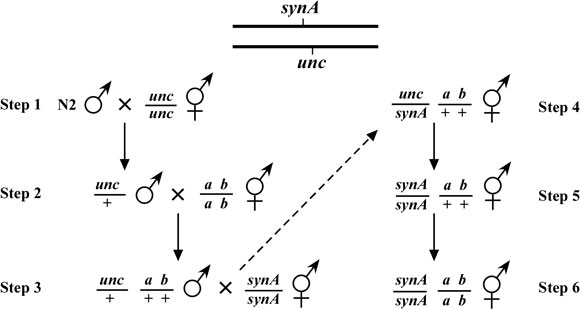 synA
unc
Step 1 N2 ♂ × unc/unc ⚥
Step 2 unc/+ ♂ × a b/a b ⚥
Step 3 unc/+ a b/+ + ♂ × synA/synA ⚥
unc/synA a b/+ + ⚥ Step 4
synA/synA a b/+ + ⚥ Step 5
synA/synA a b/a b ⚥ Step 6